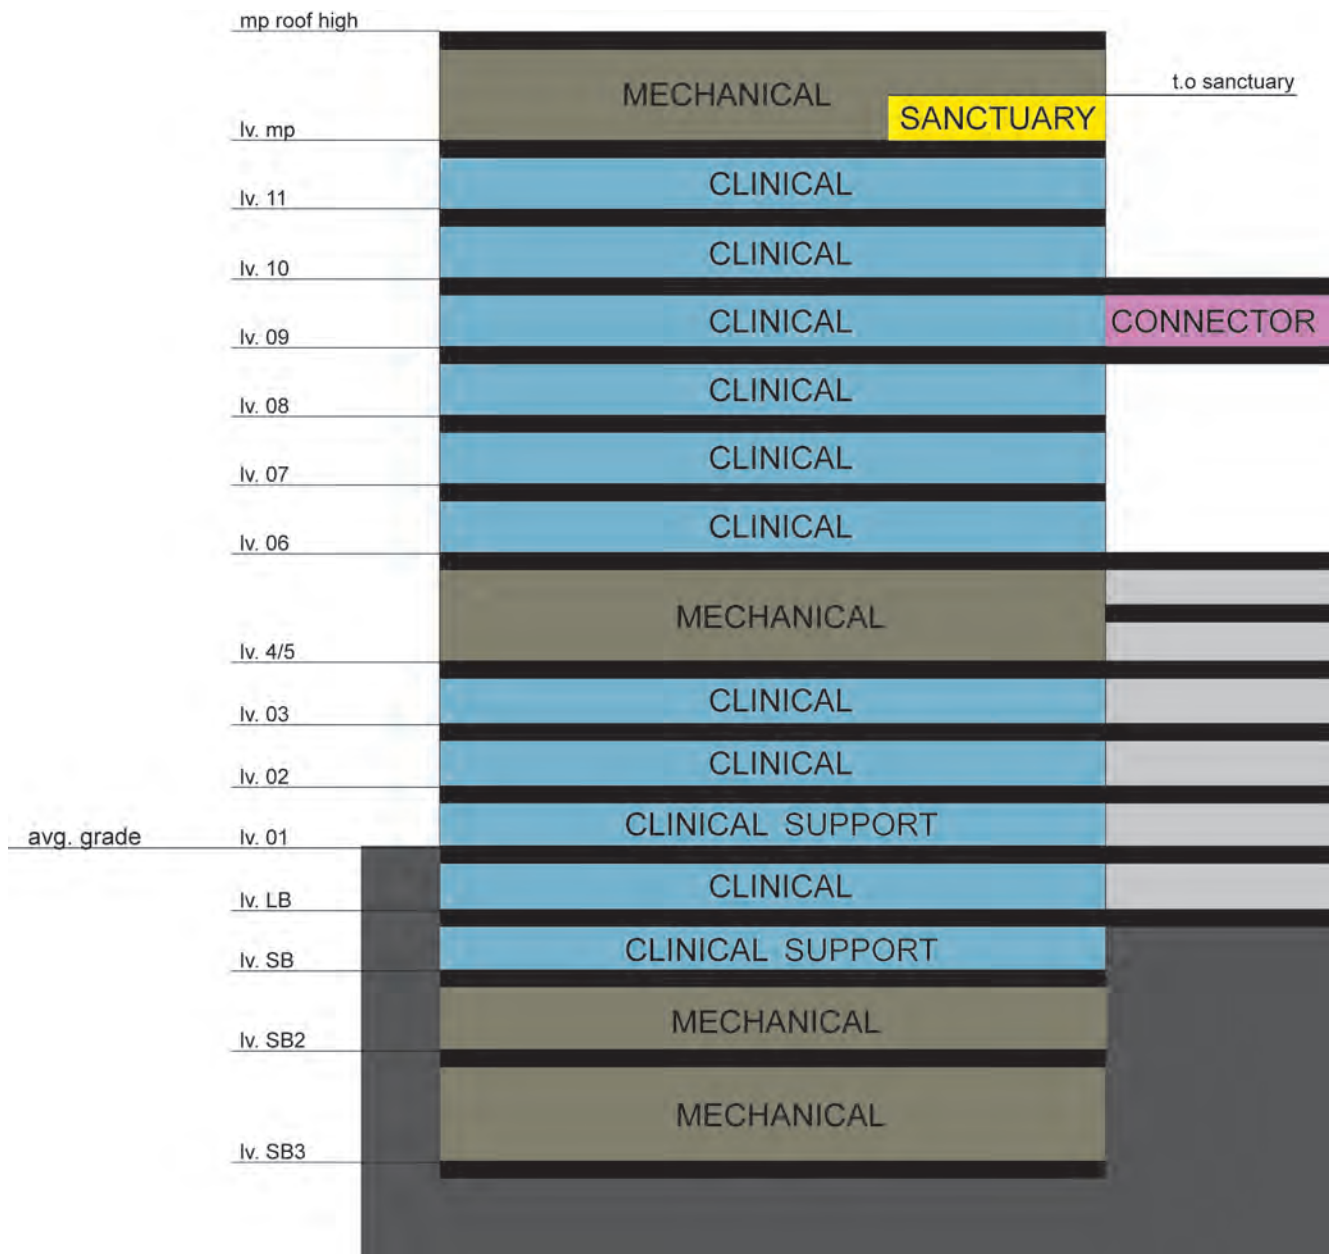 mp roof high
t.o sanctuary
MECHANICAL
SANCTUARY
lv. mp
CLINICAL
lv. 11
CLINICAL
lv. 10
CLINICAL
CONNECTOR
lv. 09
CLINICAL
lv. 08
CLINICAL
lv. 07
CLINICAL
lv. 06
MECHANICAL
lv. 4/5
CLINICAL
lv. 03
CLINICAL
lv. 02
CLINICAL SUPPORT
avg. grade
lv. 01
CLINICAL
lv. LB
CLINICAL SUPPORT
lv. SB
MECHANICAL
lv. SB2
MECHANICAL
lv. SB3